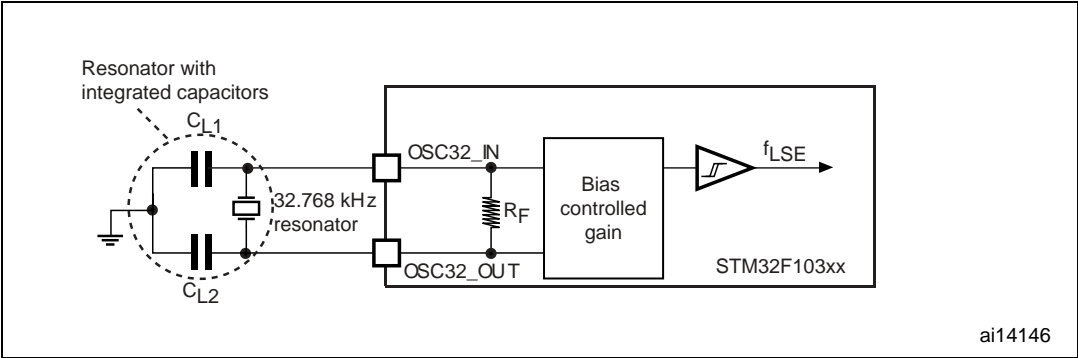 Resonator with
integrated capacitors
CL1
OSC32_IN
fLSE
32.768 kHz
resonator
RF
Bias
controlled
gain
OSC32_OUT
STM32F103xx
CL2
ai14146